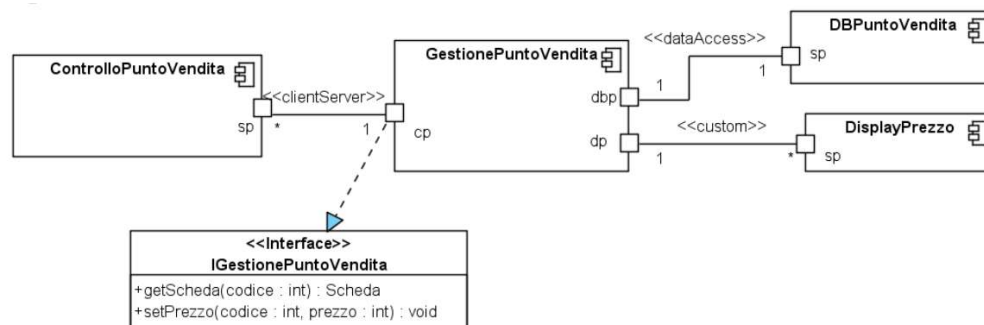 ControlloPuntoVendita
sp
*
<<clientServer>>
1
GestionePuntoVendita
cp
dbp
dp
<<dataAccess>>
1
1
<<custom>>
1
*
DBPuntoVendita
sp
DisplayPrezzo
sp
<<Interface>>
IGestionePuntoVendita
+getScheda(codice : int) : Scheda
+setPrezzo(codice : int, prezzo : int) : void